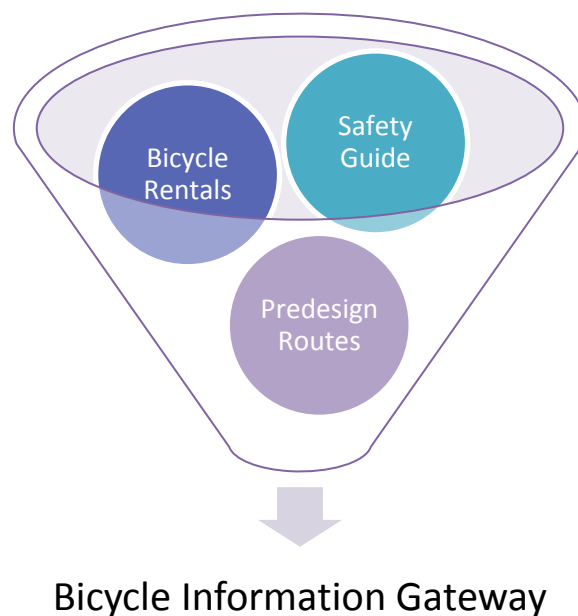 Bicycle
Rentals
Safety
Guide
Predesign
Routes
Bicycle Information Gateway